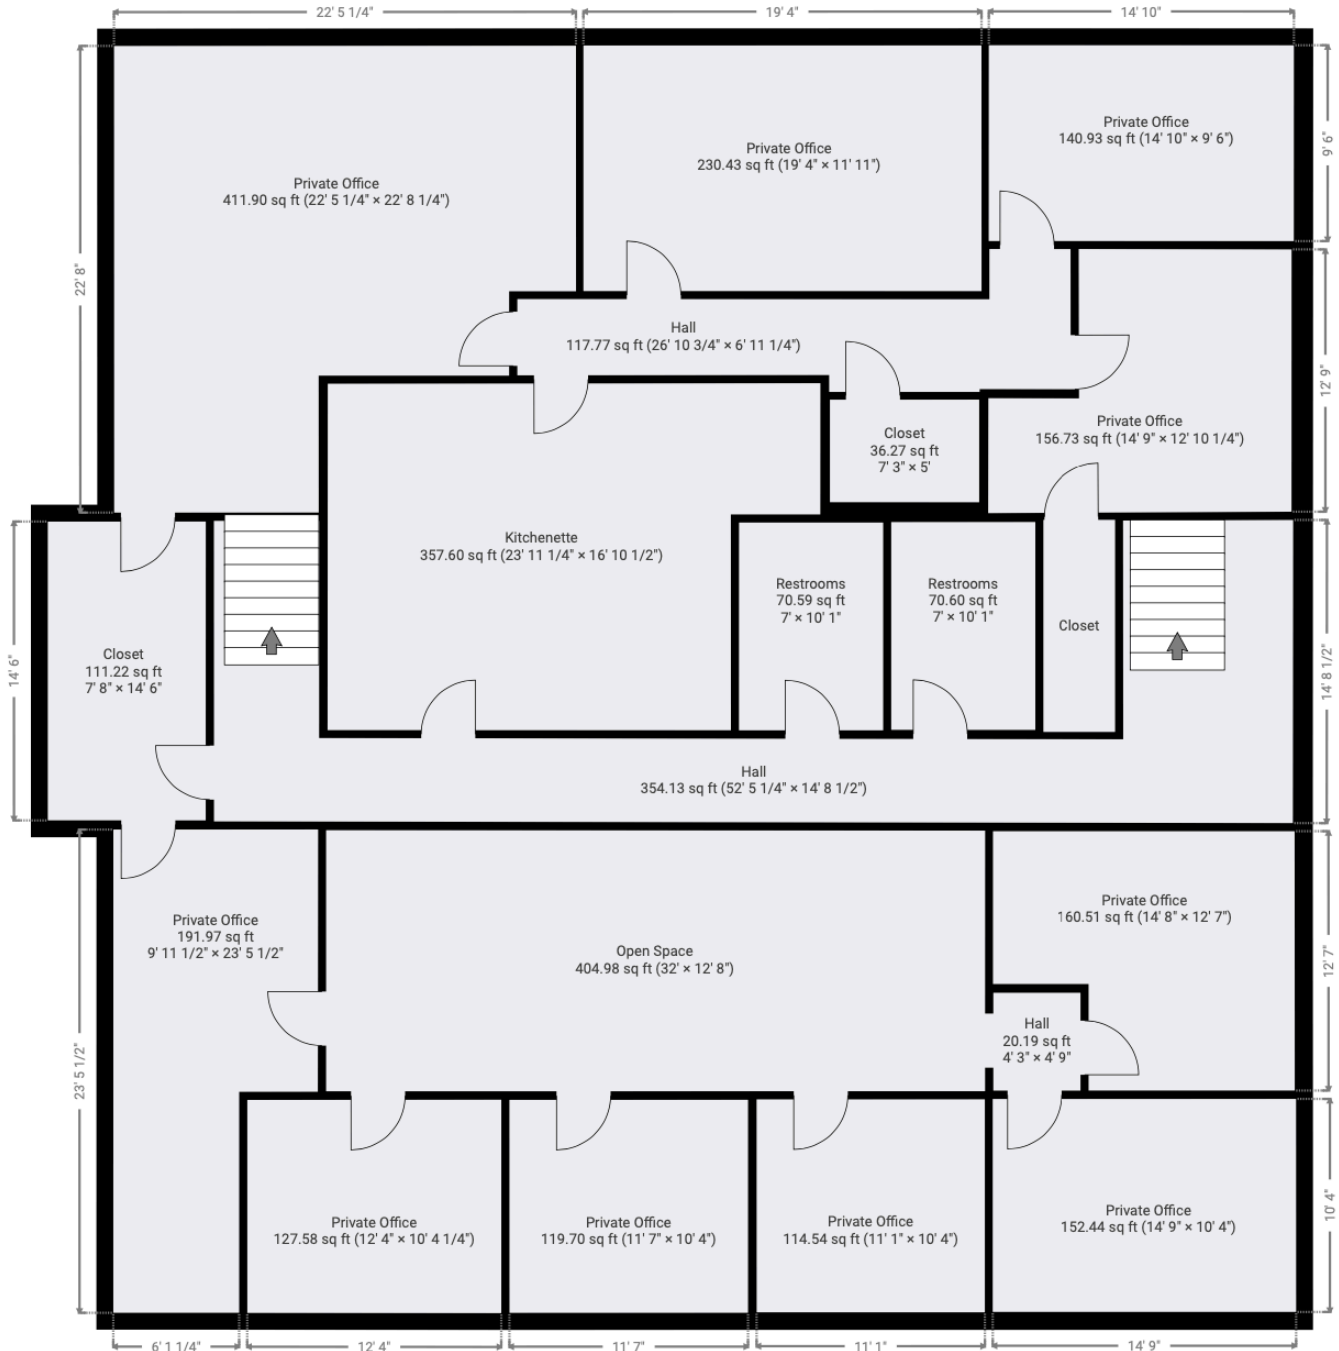 22' 5 1/4"
19' 4"
14' 10"
Private Office
411.90 sq ft (22' 5 1/4" × 22' 8 1/4")
Private Office
230.43 sq ft (19' 4" × 11' 11")
Private Office
140.93 sq ft (14' 10" × 9' 6")
9' 6"
22' 8"
Hall
117.77 sq ft (26' 10 3/4" × 6' 11 1/4")
12' 9"
Closet
36.27 sq ft
7' 3" × 5'
Private Office
156.73 sq ft (14' 9" × 12' 10 1/4")
Kitchenette
357.60 sq ft (23' 11 1/4" × 16' 10 1/2")
Restrooms
70.59 sq ft
7' × 10' 1"
Restrooms
70.60 sq ft
7' × 10' 1"
Closet
Closet
111.22 sq ft
7' 8" × 14' 6"
14' 6"
14' 8 1/2"
Hall
354.13 sq ft (52' 5 1/4" × 14' 8 1/2")
Private Office
191.97 sq ft
9' 11 1/2" × 23' 5 1/2"
Open Space
404.98 sq ft (32' × 12' 8")
Private Office
160.51 sq ft (14' 8" × 12' 7")
12' 7"
Hall
20.19 sq ft
4' 3" × 4' 9"
23' 5 1/2"
Private Office
127.58 sq ft (12' 4" × 10' 4 1/4")
Private Office
119.70 sq ft (11' 7" × 10' 4")
Private Office
114.54 sq ft (11' 1" × 10' 4")
Private Office
152.44 sq ft (14' 9" × 10' 4")
10' 4"
6' 1 1/4"
12' 4"
11' 7"
11' 1"
14' 9"